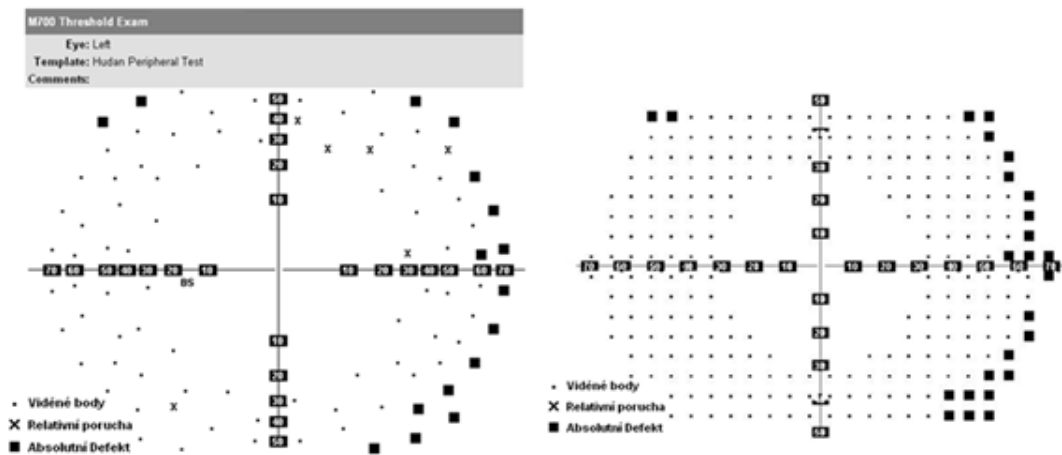 M700 Threshold Exam
Eye: Left
Template: Hudan Peripheral Test
Comments:
50
40
30
20
10
70 60 50 40 30 20 10 10 20 30 40 50 60 70
BS
10
20
30
40
50
Viděné body
X Relativní porucha
Absolutní Defekt
50
30
20
10
70 60 50 40 30 20 10 10 20 30 40 50 60 70
10
20
30
50
Viděné body
X Relativní porucha
Absolutní Defekt